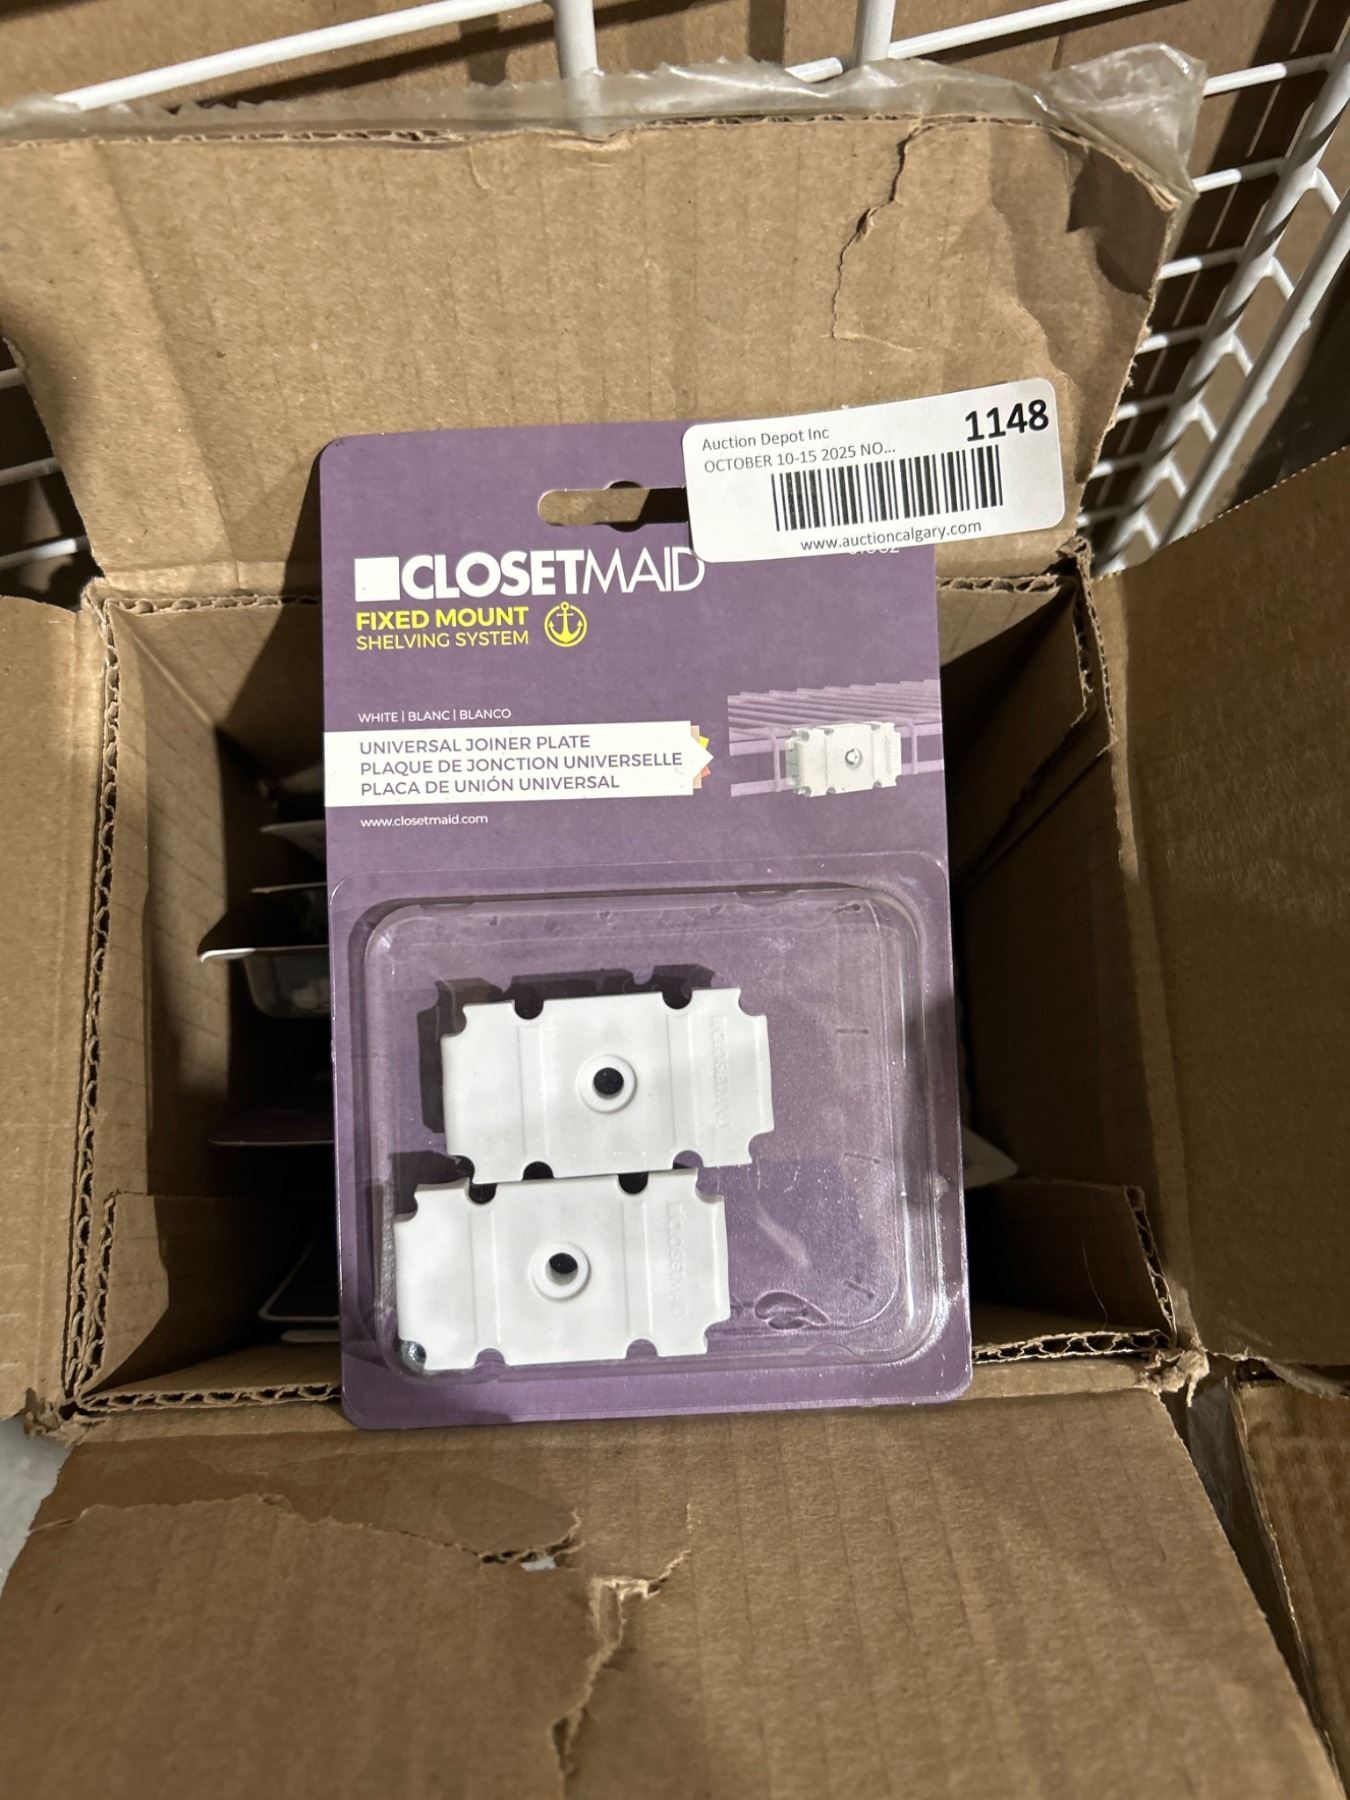 Auction Depot Inc
1148
OCTOBER 10-15 2025 NO...
www.auctioncalgary.com
CLOSETMAID
FIXED MOUNT
SHELVING SYSTEM
WHITE | BLANC | BLANCO
UNIVERSAL JOINER PLATE
PLAQUE DE JONCTION UNIVERSELLE
PLACA DE UNIÓN UNIVERSAL
www.closetmaid.com
CLOSETMAID
CLOSETMAID